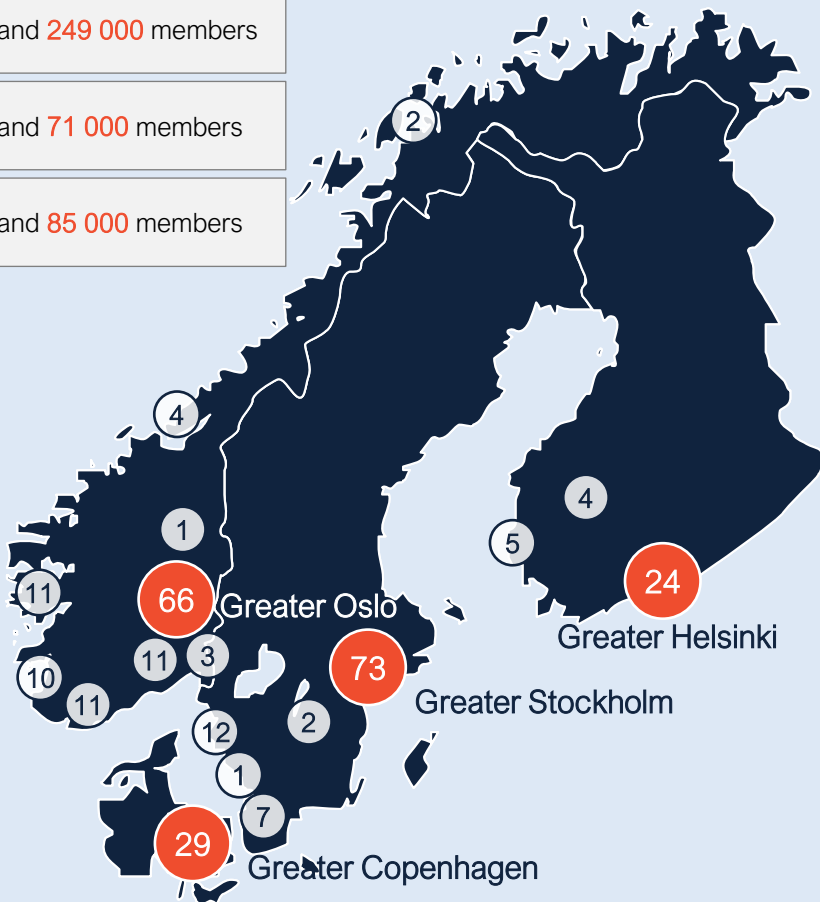 and 249 000 members
and 71 000 members
and 85 000 members
2
4
1
4
5
11
66
Greater Oslo
24
Greater Helsinki
11
3
73
10
11
Greater Stockholm
12
2
1
7
29
Greater Copenhagen